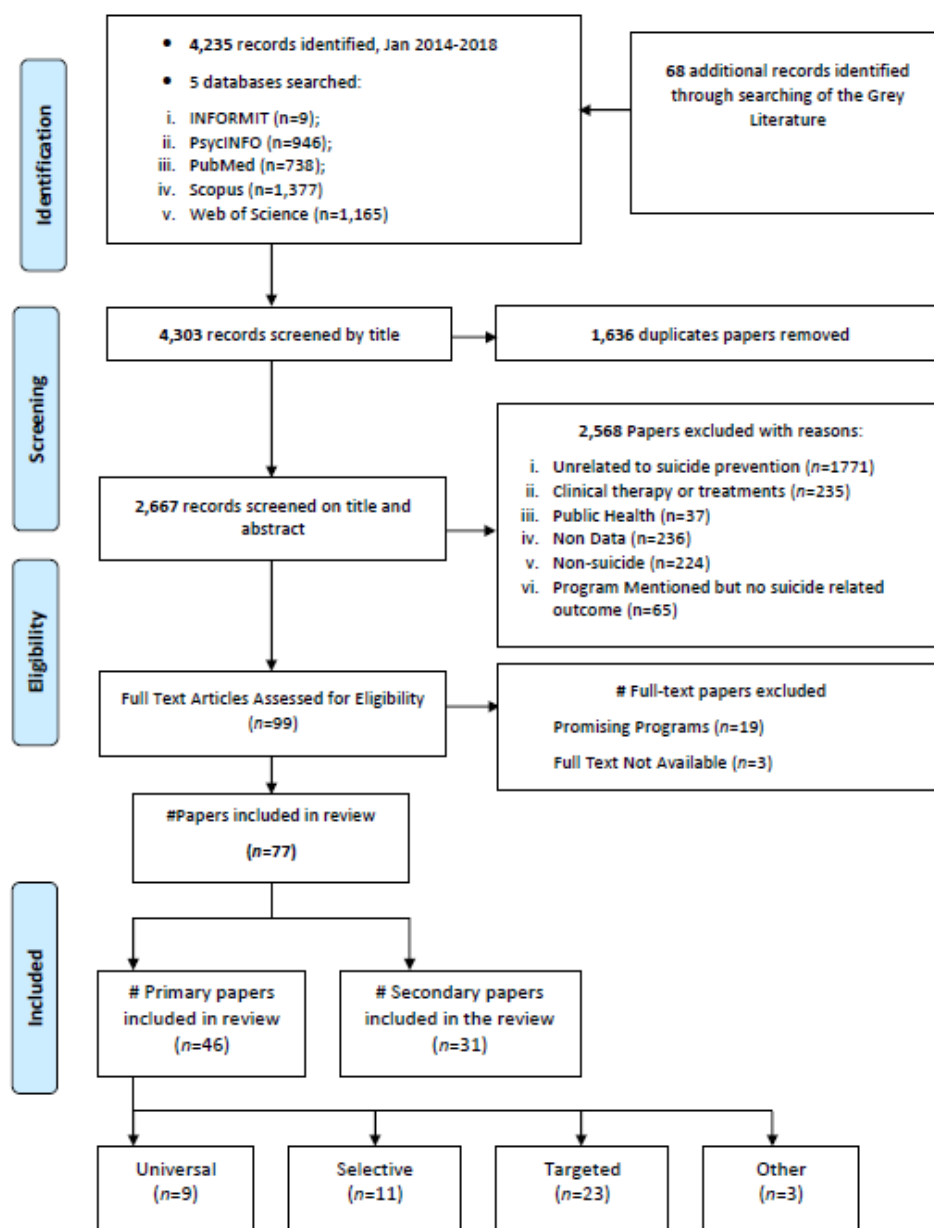 Identification
• 4,235 records identified, Jan 2014-2018
• 5 databases searched:
i. INFORMIT (n=9);
ii. PsycINFO (n=946);
iii. PubMed (n=738);
iv. Scopus (n=1,377)
v. Web of Science (n=1,165)
68 additional records identified
through searching of the Grey
Literature
Screening
4,303 records screened by title
1,636 duplicates papers removed
2,667 records screened on title and
abstract
2,568 Papers excluded with reasons:
i. Unrelated to suicide prevention (n=1771)
ii. Clinical therapy or treatments (n=235)
iii. Public Health (n=37)
iv. Non Data (n=236)
v. Non-suicide (n=224)
vi. Program Mentioned but no suicide related
outcome (n=65)
Eligibility
Full Text Articles Assessed for Eligibility
(n=99)
# Full-text papers excluded
Promising Programs (n=19)
Full Text Not Available (n=3)
#Papers included in review
(n=77)
Included
# Primary papers
included in review
(n=46)
# Secondary papers
included in the review
(n=31)
Universal
(n=9)
Selective
(n=11)
Targeted
(n=23)
Other
(n=3)